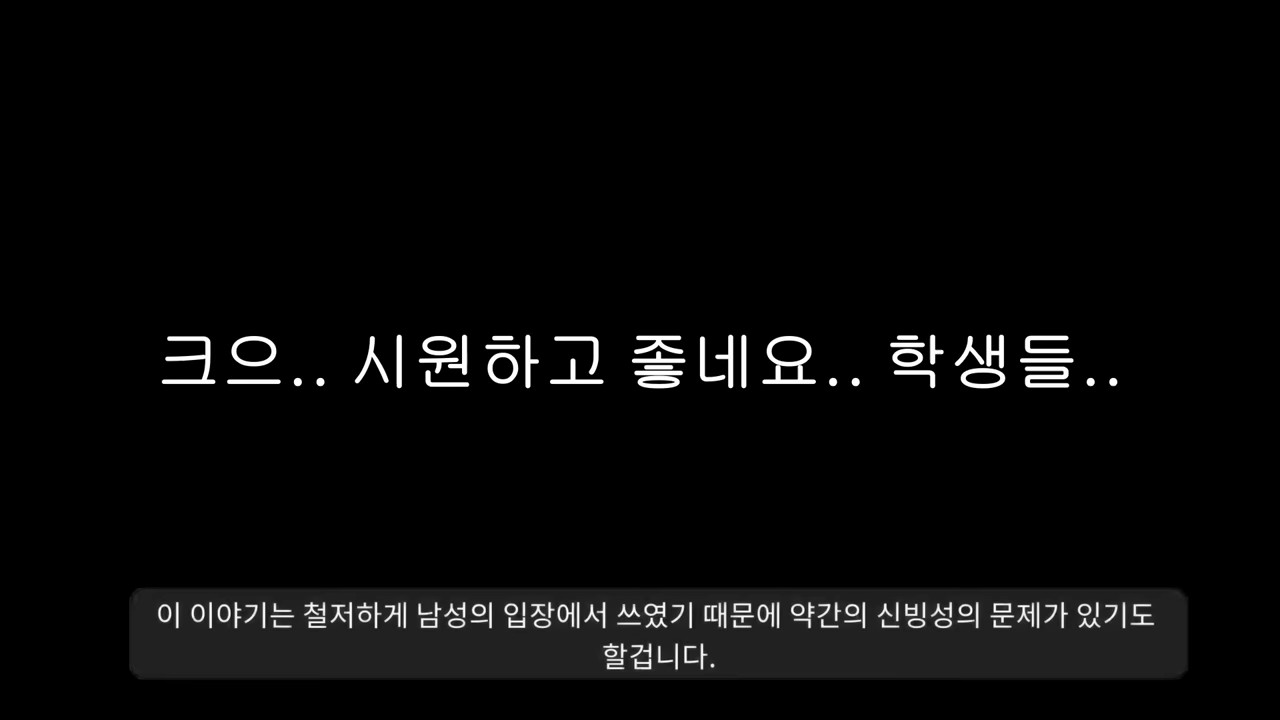 크으.. 시원하고 좋네요.. 학생들..
이 이야기는 철저하게 남성의 입장에서 쓰였기 때문에 약간의 신빙성의 문제가 있기도
할겁니다.